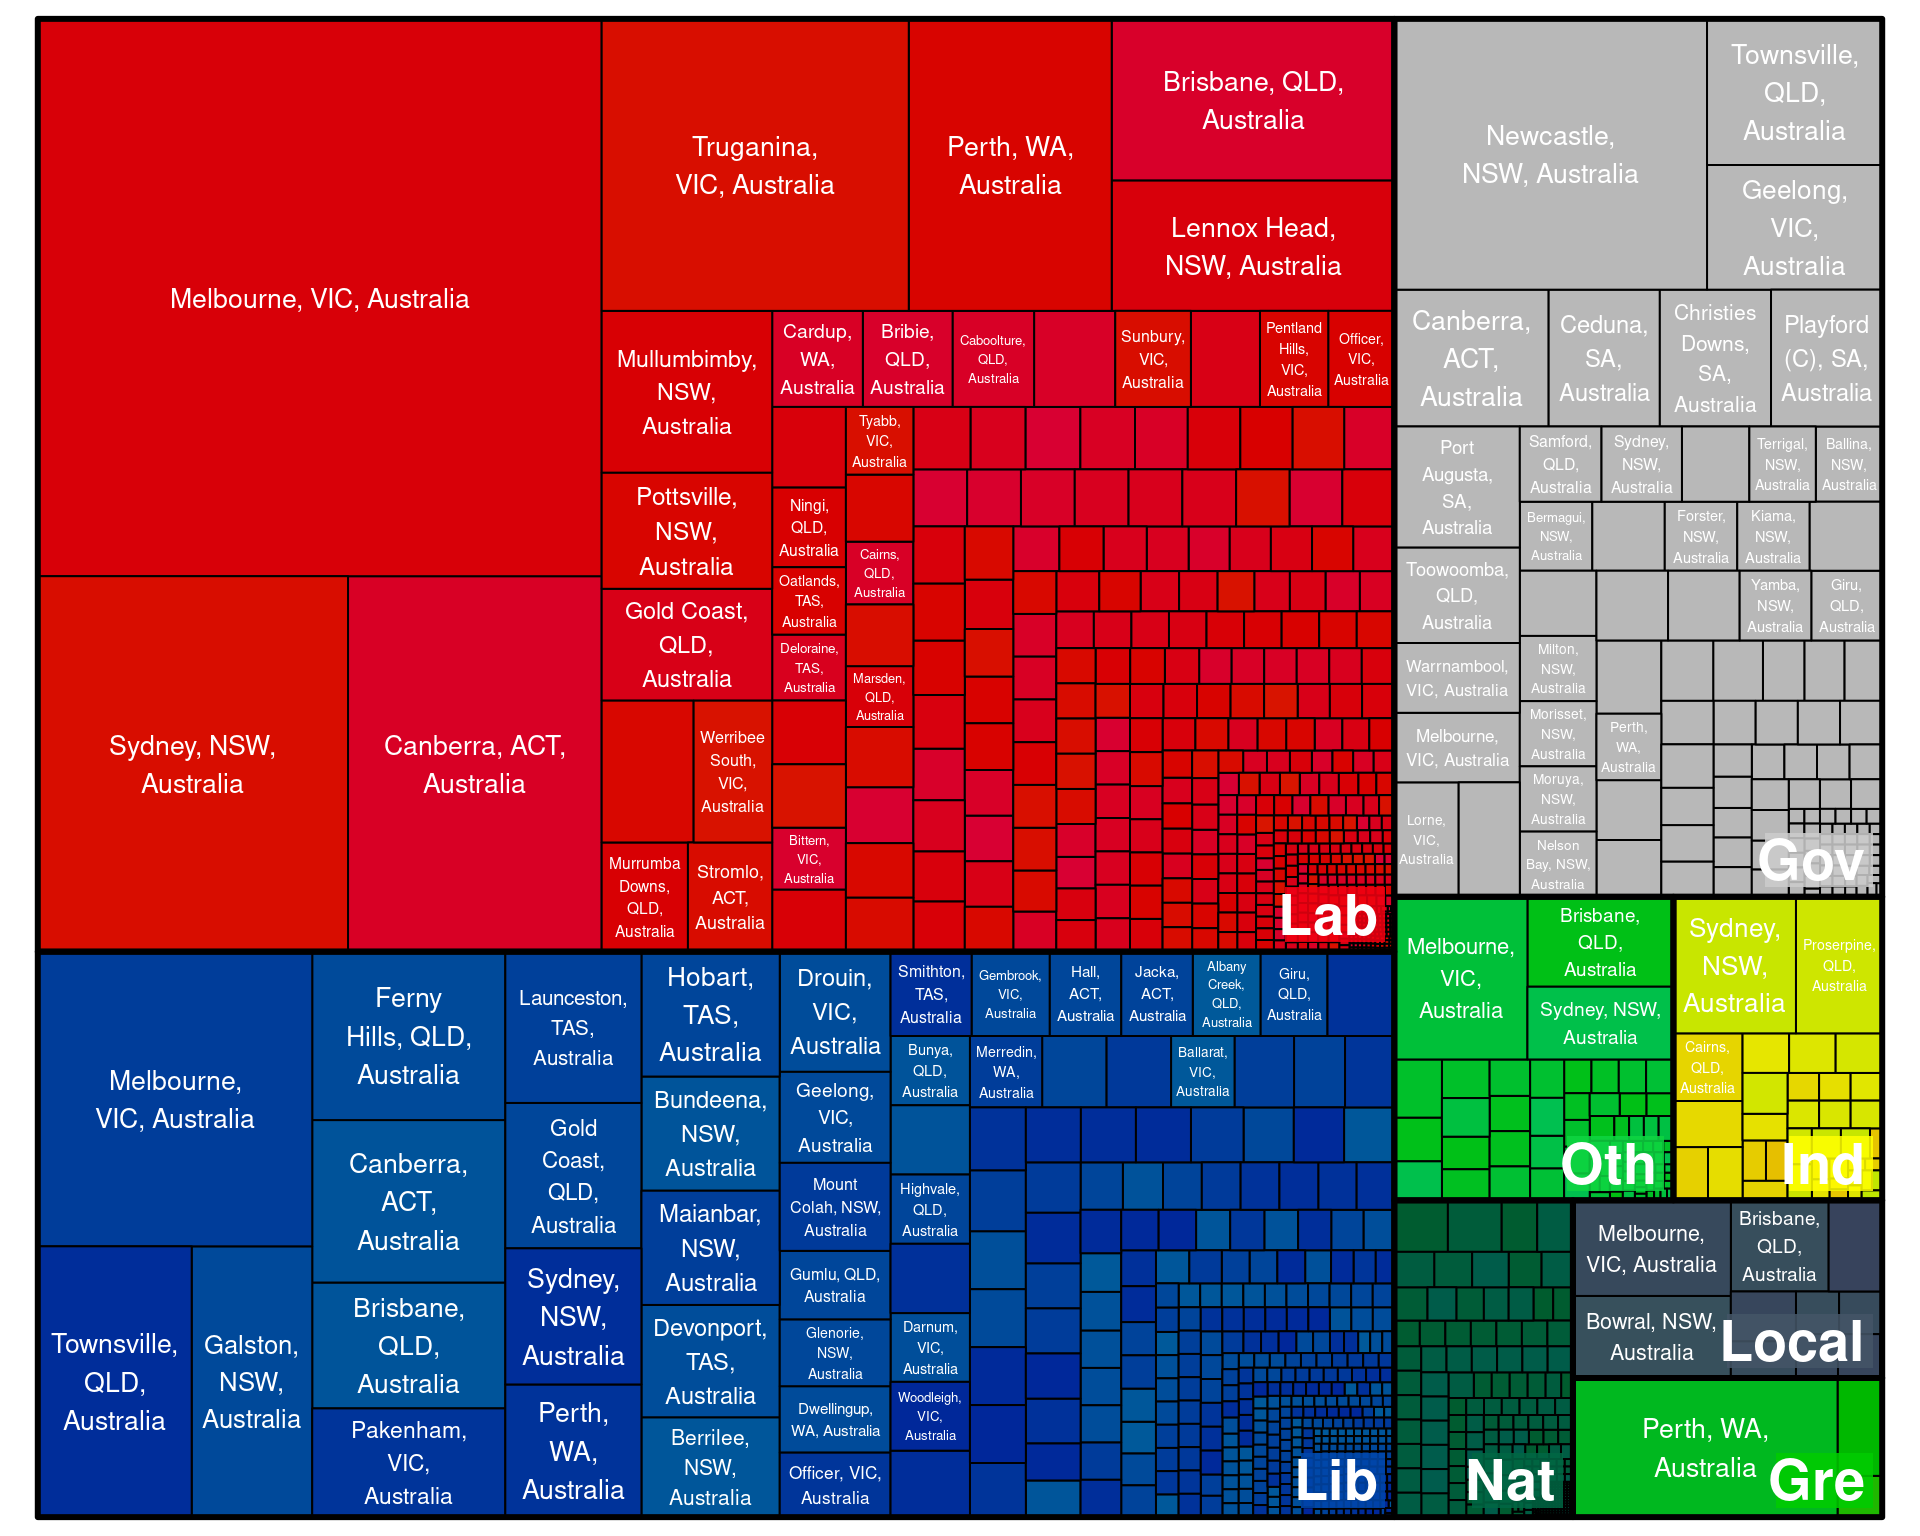 Melbourne, VIC, Australia
Sydney, NSW,
Australia
Canberra, ACT,
Australia
Truganina,
VIC, Australia
Perth, WA,
Australia
Brisbane, QLD,
Australia
Lennox Head,
NSW, Australia
Mullumbimby,
NSW,
Australia
Pottsville,
NSW,
Australia
Gold Coast,
QLD,
Australia
Werribee
South,
VIC,
Australia
Murrumba
Downs,
QLD,
Australia
Stromlo,
ACT,
Australia
Cardup,
WA,
Australia
Bribie,
QLD,
Australia
Caboolture,
QLD,
Australia
Sunbury,
VIC,
Australia
Pentland
Hills,
VIC,
Australia
Officer,
VIC,
Australia
Ningi,
QLD,
Australia
Oatlands,
TAS,
Australia
Deloraine,
TAS,
Australia
Bittern,
VIC,
Australia
Tyabb,
VIC,
Australia
Cairns,
QLD,
Australia
Marsden,
QLD,
Australia
Lab
Newcastle,
NSW, Australia
Townsville,
QLD,
Australia
Geelong,
VIC,
Australia
Canberra,
ACT,
Australia
Ceduna,
SA,
Australia
Christies
Downs,
SA,
Australia
Playford
(C), SA,
Australia
Port
Augusta,
SA,
Australia
Toowoomba,
QLD,
Australia
Warrnambool,
VIC, Australia
Melbourne,
VIC, Australia
Lorne,
VIC,
Australia
Samford,
QLD,
Australia
Sydney,
NSW,
Australia
Terrigal,
NSW,
Australia
Ballina,
NSW,
Australia
Bermagui,
NSW,
Australia
Forster,
NSW,
Australia
Kiama,
NSW,
Australia
Yamba,
NSW,
Australia
Giru,
QLD,
Australia
Milton,
NSW,
Australia
Morisset,
NSW,
Australia
Moruya,
NSW,
Australia
Nelson
Bay, NSW,
Australia
Perth,
WA,
Australia
Gov
Melbourne,
VIC, Australia
Townsville,
QLD,
Australia
Galston,
NSW,
Australia
Ferny
Hills, QLD,
Australia
Canberra,
ACT,
Australia
Brisbane,
QLD,
Australia
Pakenham,
VIC,
Australia
Launceston,
TAS,
Australia
Gold
Coast,
QLD,
Australia
Sydney,
NSW,
Australia
Perth,
WA,
Australia
Hobart,
TAS,
Australia
Bundeena,
NSW,
Australia
Maianbar,
NSW,
Australia
Devonport,
TAS,
Australia
Berrilee,
NSW,
Australia
Drouin,
VIC,
Australia
Geelong,
VIC,
Australia
Mount
Colah, NSW,
Australia
Gumlu, QLD,
Australia
Glenorie,
NSW,
Australia
Dwellingup,
WA, Australia
Officer, VIC,
Australia
Smithton,
TAS,
Australia
Gembrook,
VIC,
Australia
Hall,
ACT,
Australia
Jacka,
ACT,
Australia
Albany
Creek,
QLD,
Australia
Giru,
QLD,
Australia
Bunya,
QLD,
Australia
Merredin,
WA,
Australia
Ballarat,
VIC,
Australia
Highvale,
QLD,
Australia
Darnum,
VIC,
Australia
Woodleigh,
VIC,
Australia
Lib
Melbourne,
VIC,
Australia
Brisbane,
QLD,
Australia
Sydney, NSW,
Australia
Oth
Sydney,
NSW,
Australia
Proserpine,
QLD,
Australia
Cairns,
QLD,
Australia
Ind
Nat
Melbourne,
VIC, Australia
Brisbane,
QLD,
Australia
Bowral, NSW,
Australia
Local
Perth, WA,
Australia
Gre